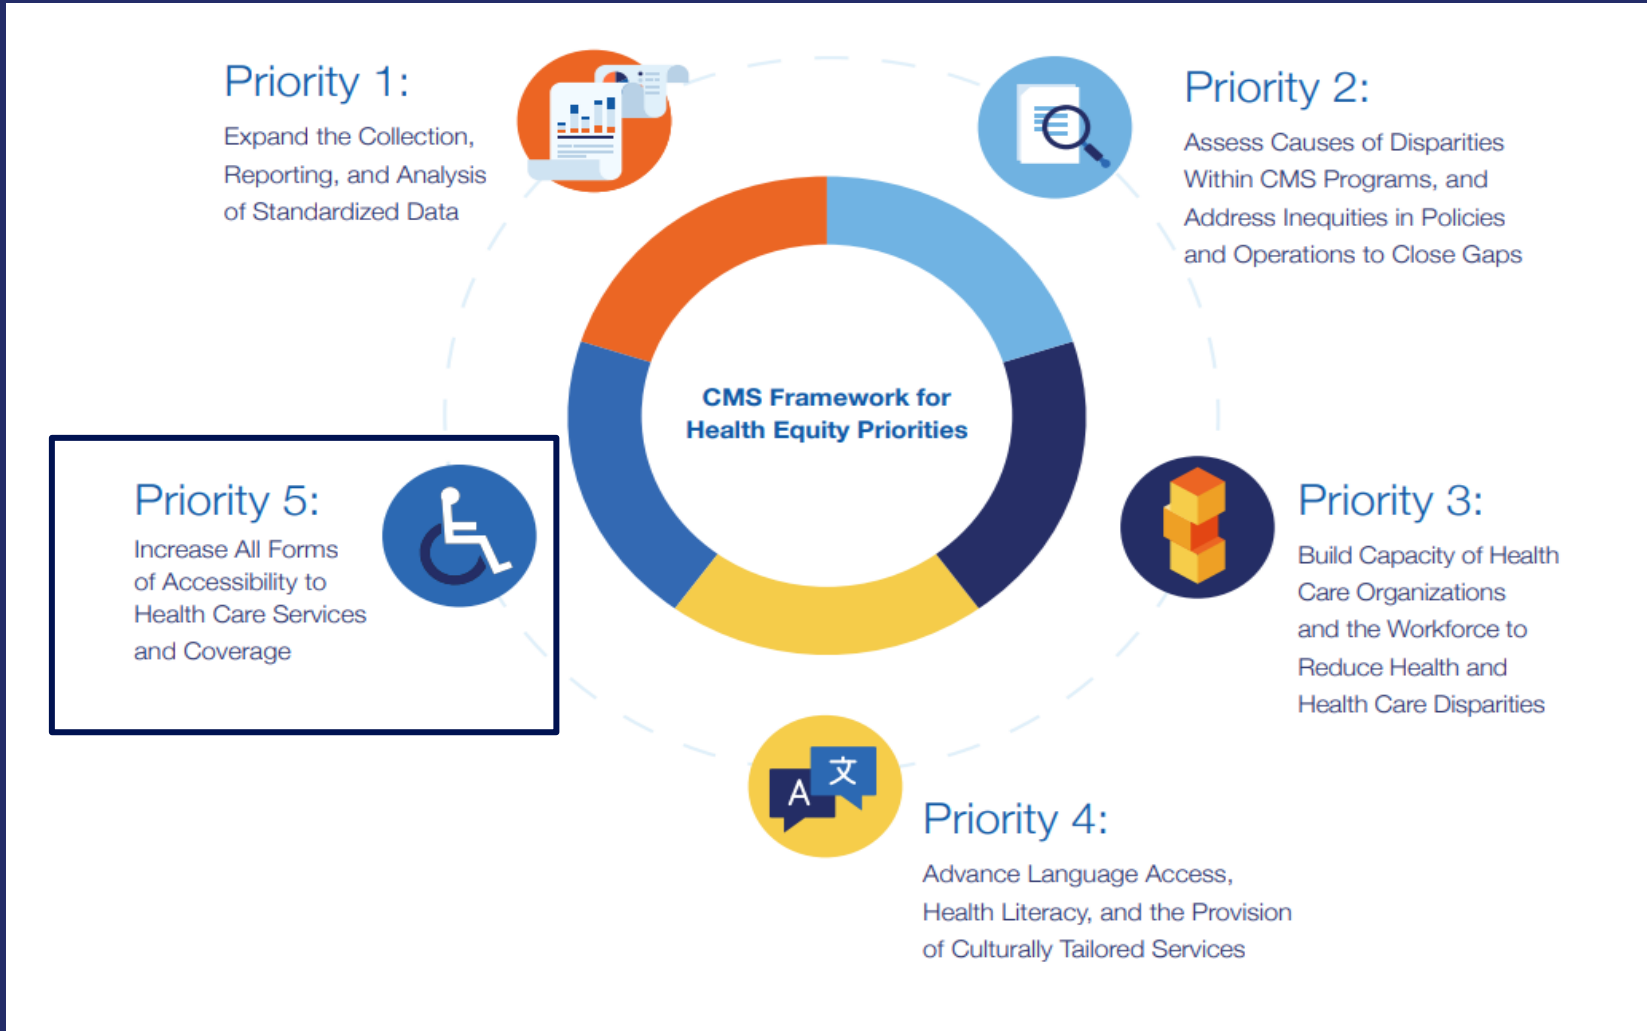 Priority 1:
Expand the Collection,
Reporting, and Analysis
of Standardized Data
Priority 2:
Assess Causes of Disparities
Within CMS Programs, and
Address Inequities in Policies
and Operations to Close Gaps
CMS Framework for
Health Equity Priorities
Priority 5:
Increase All Forms
of Accessibility to
Health Care Services
and Coverage
Priority 3:
Build Capacity of Health
Care Organizations
and the Workforce to
Reduce Health and
Health Care Disparities
A 文
Priority 4:
Advance Language Access,
Health Literacy, and the Provision
of Culturally Tailored Services